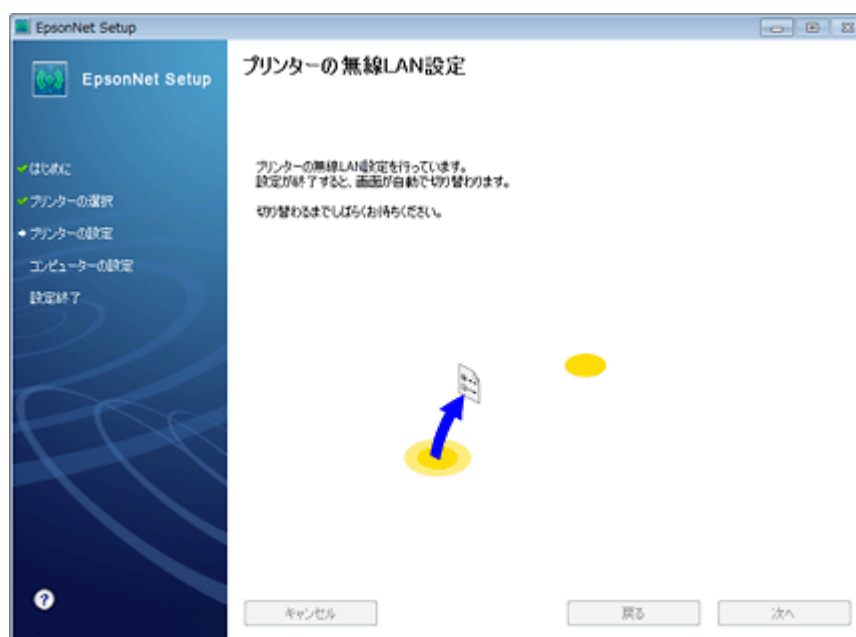 EpsonNet Setup
EpsonNet Setup
プリンターの無線LAN設定
はじめに
プリンターの選択
プリンターの設定
コンピューターの設定
設定終了
プリンターの無線LAN設定を行っています。
設定が終了すると、画面が自動で切り替わります。
切り替わるまでしばらくお待ちください。
?
キャンセル
戻る
次へ